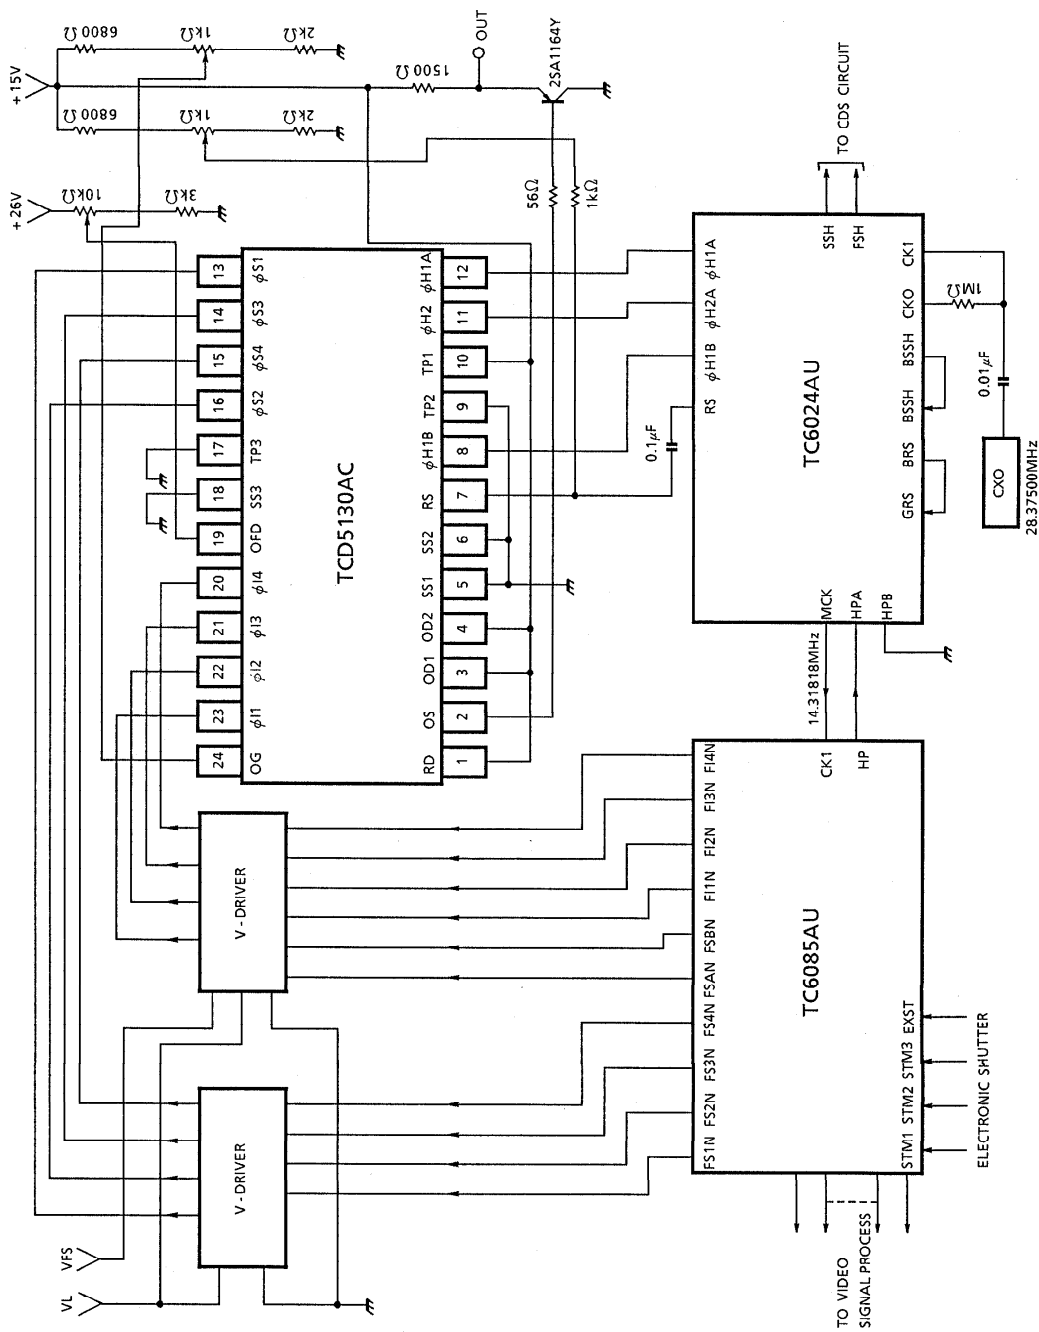 VL
VFS
+26V
+15V
10kΩ
3kΩ
6800Ω
1kΩ
2kΩ
6800Ω
1kΩ
2kΩ
V - DRIVER
V - DRIVER
24
23
22
21
20
19
18
17
16
15
14
13
OG
φI1
φI2
φI3
φI4
OFD
SS3
TP3
φS2
φS4
φS3
φS1
TCD5130AC
RD
OS
OD1
OD2
SS1
SS2
RS
φH1B
TP2
TP1
φH2
φH1A
1
2
3
4
5
6
7
8
9
10
11
12
1500Ω
OUT
56Ω
2SA1164Y
1kΩ
0.1μF
FS1N
FS2N
FS3N
FS4N
FSAN
FSBN
FI1N
FI2N
FI3N
FI4N
RS
φH1B
φH2A
φH1A
TC6085AU
CK1
HP
14.31818MHz
MCK
HPA
HPB
TC6024AU
SSH
FSH
TO CDS CIRCUIT
STM1
STM2
STM3
EXST
GRS
BRS
BSSH
BSSH
CKO
CK1
TO VIDEO
SIGNAL PROCESS
ELECTRONIC SHUTTER
1MΩ
0.01μF
CXO
28.37500MHz